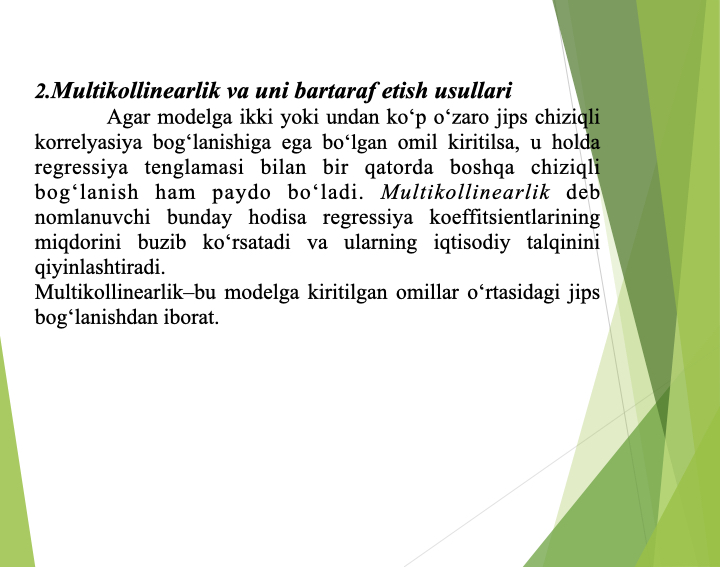 2.Multikollinearlik va uni bartaraf etish usullari
Agar modelga ikki yoki undan ko‘p o‘zaro jips chiziqli
korrelyasiya bog‘lanishiga ega bo‘lgan omil kiritilsa, u holda
regressiya tenglamasi bilan bir qatorda boshqa chiziqli
bog‘lanish ham paydo bo‘ladi. Multikollinearlik deb
nomlanuvchi bunday hodisa regressiya koeffitsientlarining
miqdorini buzib ko‘rsatadi va ularning iqtisodiy talqinini
qiyinlashtiradi.
Multikollinearlik–bu modelga kiritilgan omillar o‘rtasidagi jips
bog‘lanishdan iborat.